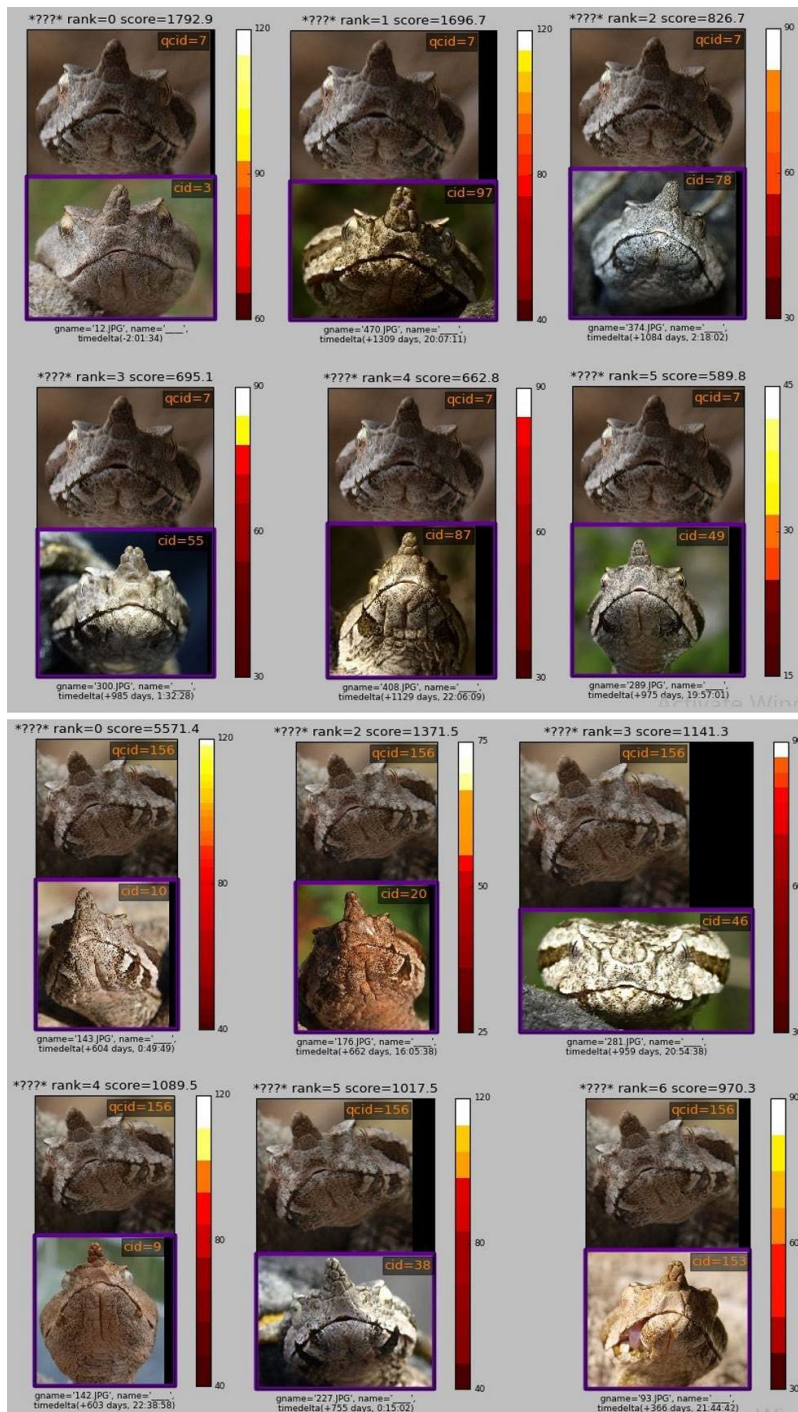 *???* rank=0 score=1792.9
qcid=7
120
90
60
cid=3
gname='12.JPG', name='____',
timedelta(-2:01:34)
*???* rank=1 score=1696.7
qcid=7
120
80
40
cid=97
gname='470.JPG', name='____',
timedelta(+1309 days, 20:07:11)
*???* rank=2 score=826.7
qcid=7
90
60
30
cid=78
gname='374.JPG', name='____',
timedelta(+1084 days, 2:18:02)
*???* rank=3 score=695.1
qcid=7
90
60
30
cid=55
gname='300.JPG', name='____',
timedelta(+985 days, 1:32:28)
*???* rank=4 score=662.8
qcid=7
90
60
30
cid=87
gname='408.JPG', name='____',
timedelta(+1129 days, 22:06:09)
*???* rank=5 score=589.8
qcid=7
45
30
15
cid=49
gname='289.JPG', name='____',
timedelta(+975 days, 19:57:01)
*???* rank=0 score=5571.4
qcid=156
120
80
40
cid=10
gname='143.JPG', name='____',
timedelta(+604 days, 0:49:49)
*???* rank=2 score=1371.5
qcid=156
75
50
25
cid=20
gname='176.JPG', name='____',
timedelta(+662 days, 16:05:38)
*???* rank=3 score=1141.3
qcid=156
cid=46
gname='281.JPG', name='____',
timedelta(+959 days, 20:54:38)
*???* rank=4 score=1089.5
qcid=156
120
80
40
cid=9
gname='142.JPG', name='____',
timedelta(+603 days, 22:38:58)
*???* rank=5 score=1017.5
qcid=156
120
80
40
cid=38
gname='227.JPG', name='____',
timedelta(+755 days, 0:15:02)
*???* rank=6 score=970.3
qcid=156
90
60
30
cid=153
gname='93.JPG', name='____',
timedelta(+366 days, 21:44:42)